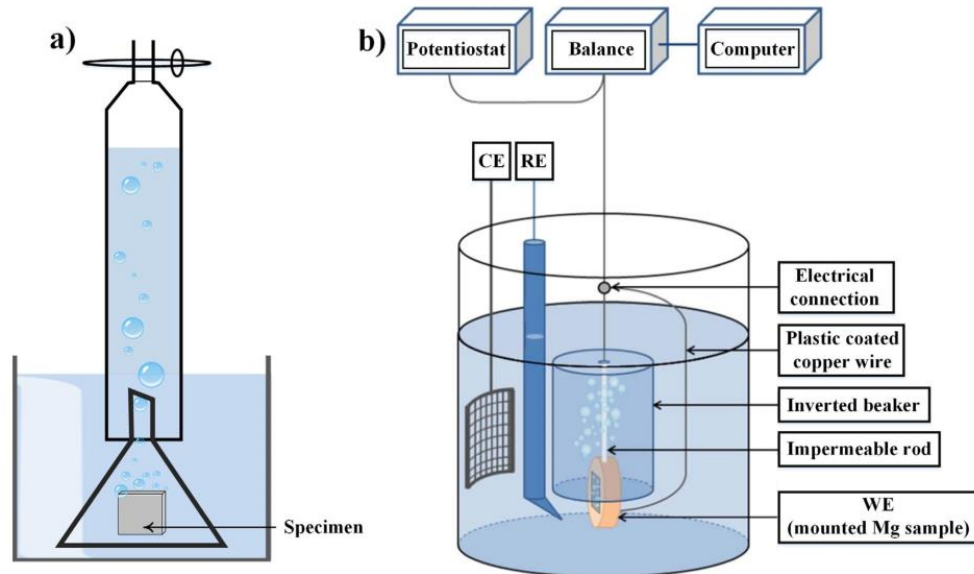 a)
Specimen
b)
Potentiostat
Balance
Computer
CE
RE
Electrical
connection
Plastic coated
copper wire
Inverted beaker
Impermeable rod
WE
(mounted Mg sample)